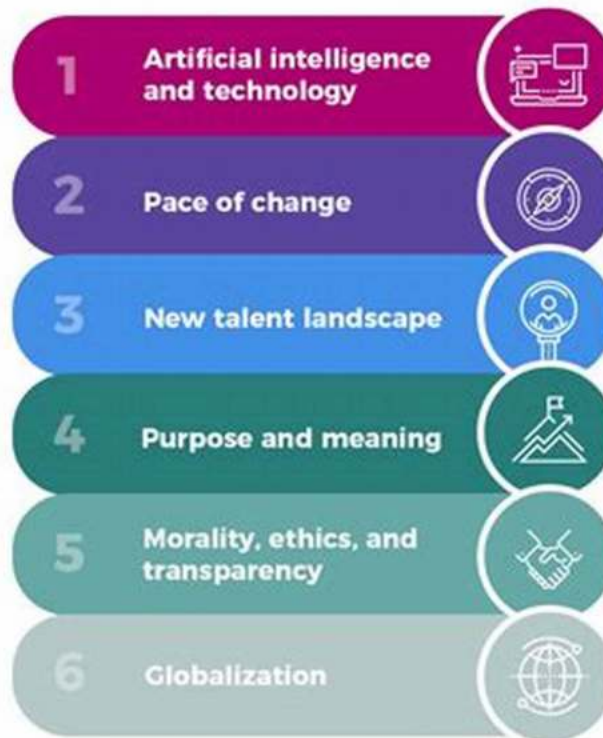 1
Artificial intelligence
and technology
2
Pace of change
3
New talent landscape
4
Purpose and meaning
5
Morality, ethics, and
transparency
6
Globalization